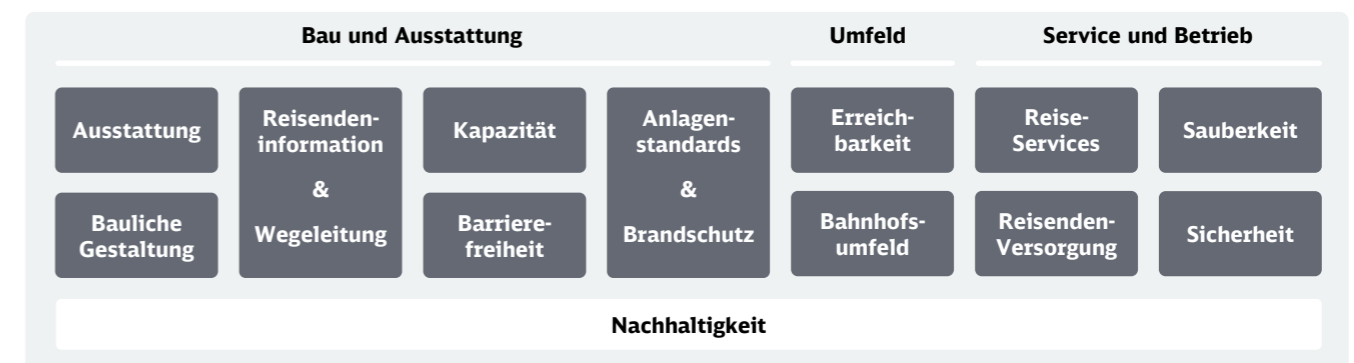 Bau und Ausstattung
Umfeld
Service und Betrieb
Ausstattung
Reisenden-
information
&
Wegeleitung
Kapazität
Anlagen-
standards
&
Brandschutz
Erreich-
barkeit
Reise-
Services
Sauberkeit
Bauliche
Gestaltung
Barriere-
freiheit
Bahnhofs-
umfeld
Reisenden-
Versorgung
Sicherheit
Nachhaltigkeit